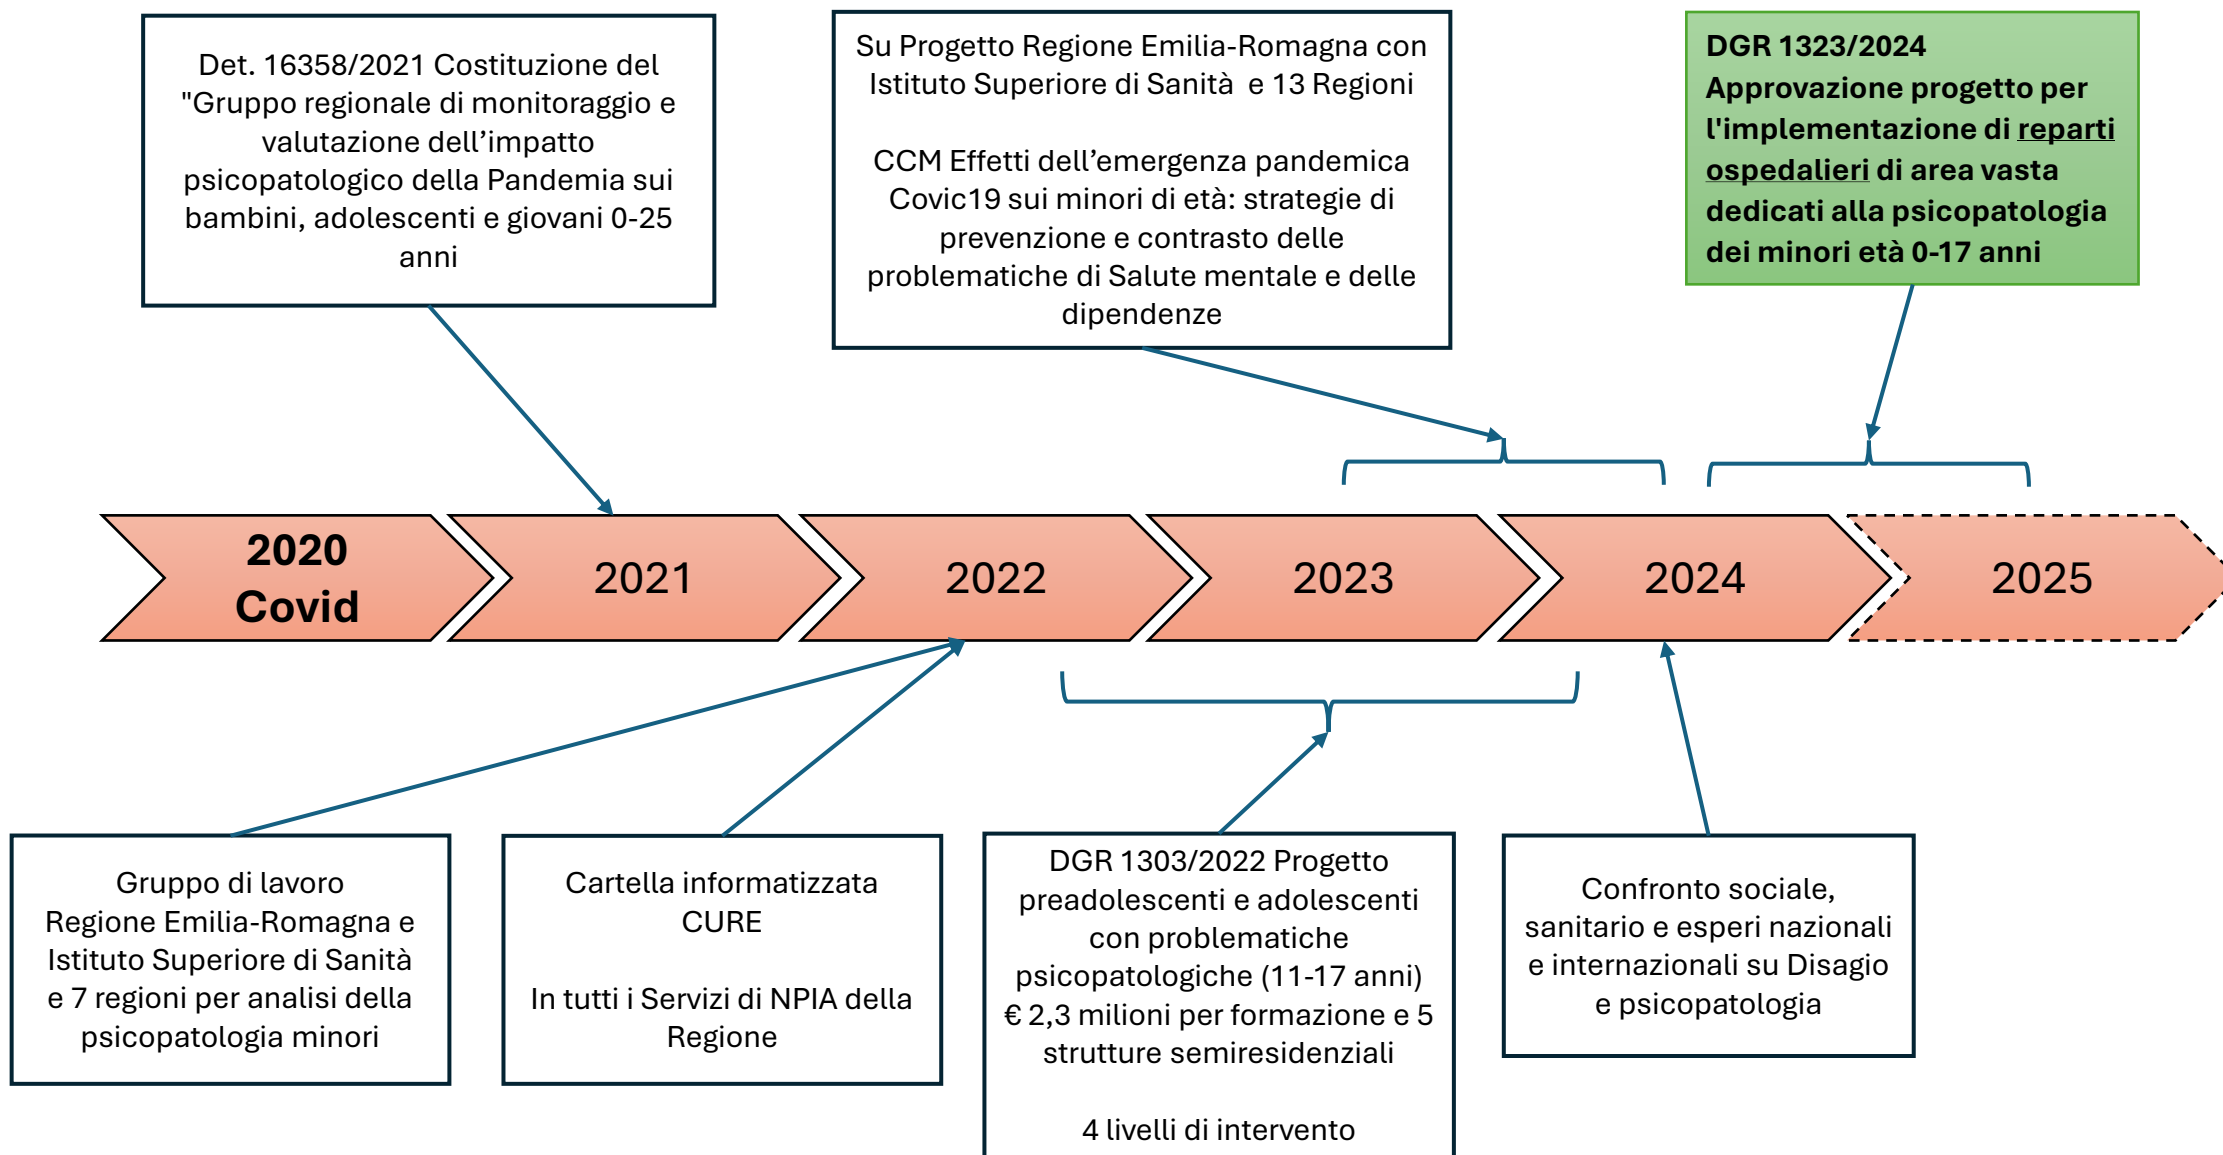 Det. 16358/2021 Costituzione del
"Gruppo regionale di monitoraggio e
valutazione dell’impatto
psicopatologico della Pandemia sui
bambini, adolescenti e giovani 0-25
anni
Su Progetto Regione Emilia-Romagna con
Istituto Superiore di Sanità e 13 Regioni
CCM Effetti dell’emergenza pandemica
Covic19 sui minori di età: strategie di
prevenzione e contrasto delle
problematiche di Salute mentale e delle
dipendenze
DGR 1323/2024
Approvazione progetto per
l'implementazione di reparti
ospedalieri di area vasta
dedicati alla psicopatologia
dei minori età 0-17 anni
2020
Covid
2021
2022
2023
2024
2025
Gruppo di lavoro
Regione Emilia-Romagna e
Istituto Superiore di Sanità
e 7 regioni per analisi della
psicopatologia minori
Cartella informatizzata
CURE
In tutti i Servizi di NPIA della
Regione
DGR 1303/2022 Progetto
preadolescenti e adolescenti
con problematiche
psicopatologiche (11-17 anni)
€ 2,3 milioni per formazione e 5
strutture semiresidenziali
4 livelli di intervento
Confronto sociale,
sanitario e esperi nazionali
e internazionali su Disagio
e psicopatologia